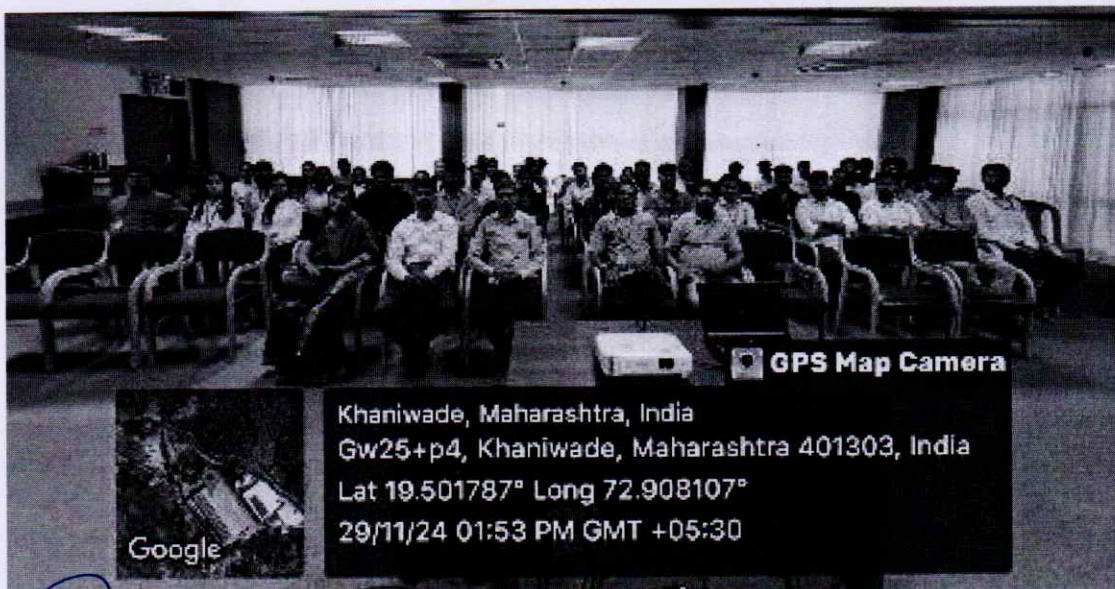 GPS Map Camera
Khaniwade, Maharashtra, India
Gw25+p4, Khaniwade, Maharashtra 401303, India
Lat 19.501787° Long 72.908107°
29/11/24 01:53 PM GMT +05:30
Google